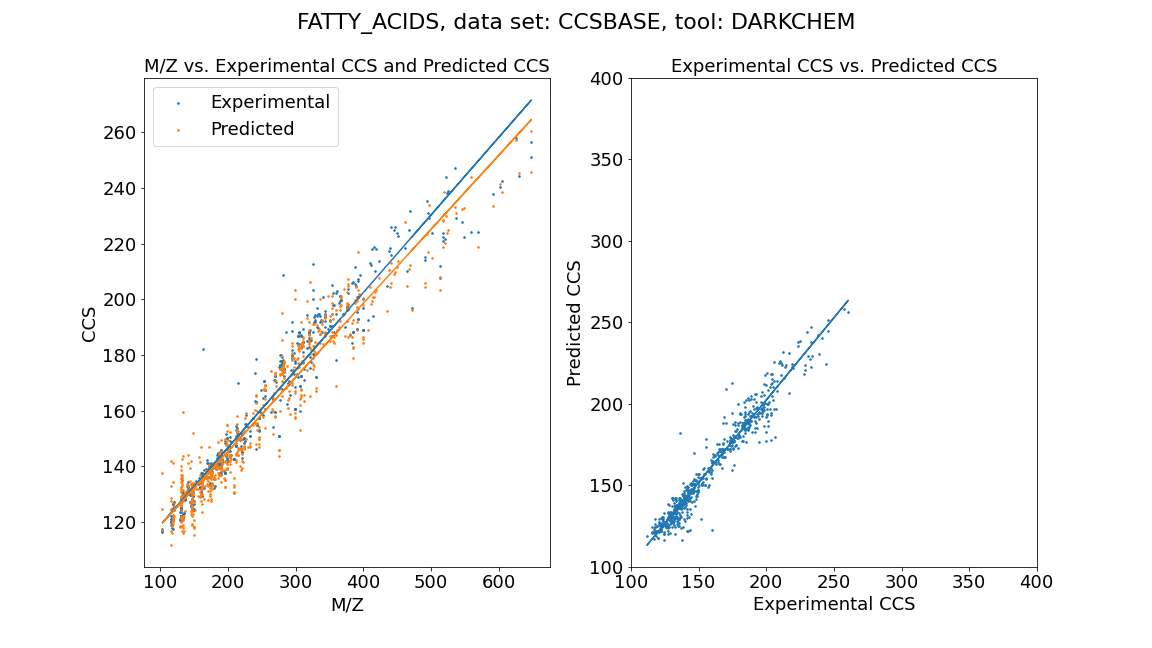 FATTY_ACIDS, data set: CCSBASE, tool: DARKCHEM
M/Z vs. Experimental CCS and Predicted CCS
Experimental
Predicted
CCS
260
240
220
200
180
160
140
120
100 200 300 400 500 600
M/Z
Experimental CCS vs. Predicted CCS
Predicted CCS
400
350
300
250
200
150
100
100 150 200 250 300 350 400
Experimental CCS